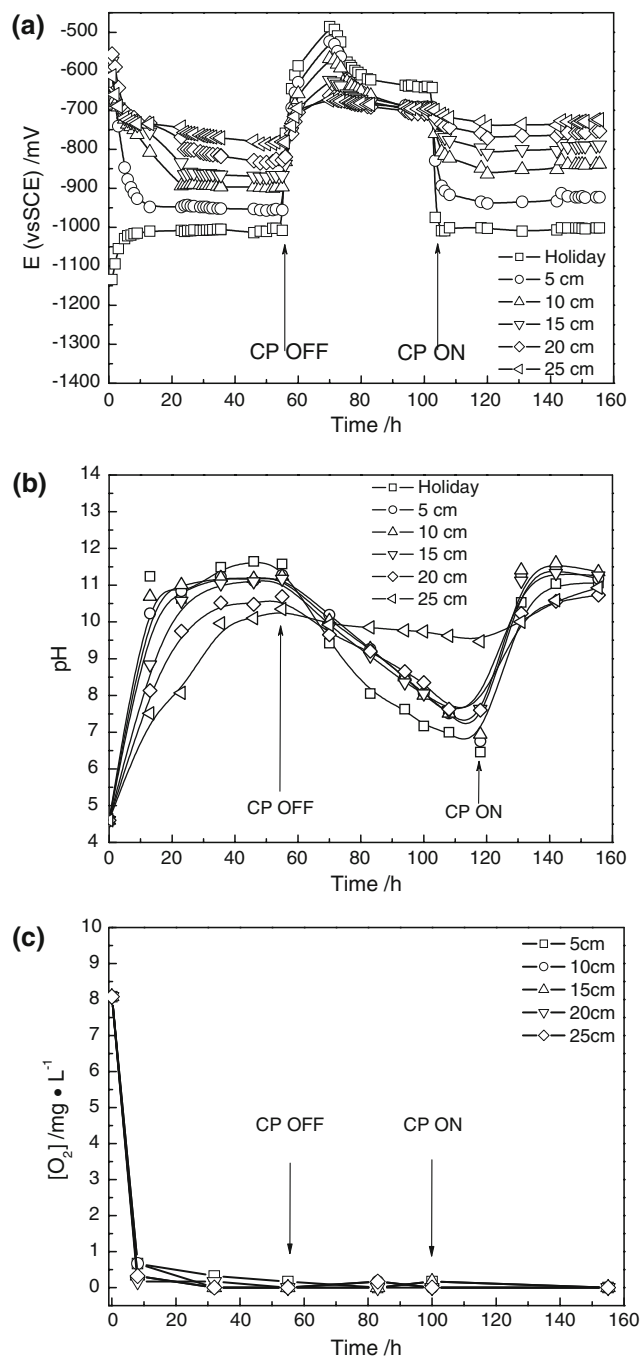 (a)
E (vsSCE) /mV
-500
-600
-700
-800
-900
-1000
-1100
-1200
-1300
-1400
CP OFF
CP ON
Holiday
5 cm
10 cm
15 cm
20 cm
25 cm
0 20 40 60 80 100 120 140 160
Time /h
(b)
pH
14
13
12
11
10
9
8
7
6
5
4
Holiday
5 cm
10 cm
15 cm
20 cm
25 cm
CP OFF
CP ON
0 20 40 60 80 100 120 140 160
Time /h
(c)
[O₂] /mg • L⁻¹
10
9
8
7
6
5
4
3
2
1
0
5cm
10cm
15cm
20cm
25cm
CP OFF
CP ON
0 20 40 60 80 100 120 140 160
Time /h